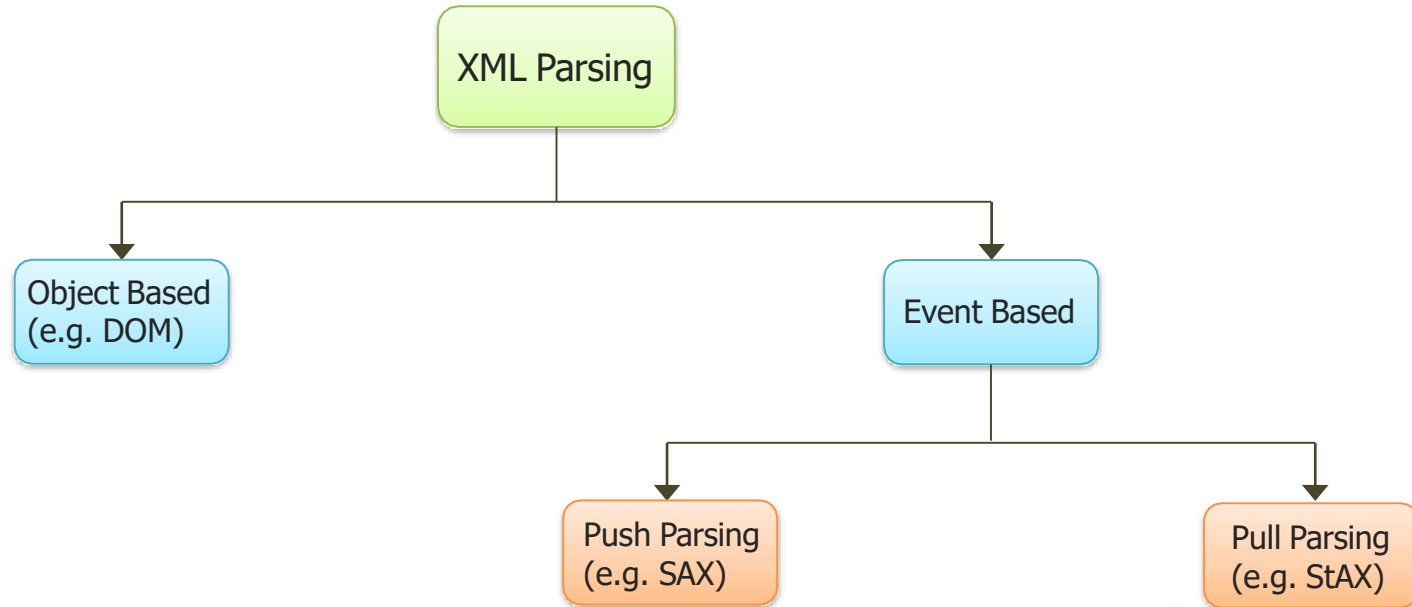 XML Parsing
Object Based
(e.g. DOM)
Event Based
Push Parsing
(e.g. SAX)
Pull Parsing
(e.g. StAX)